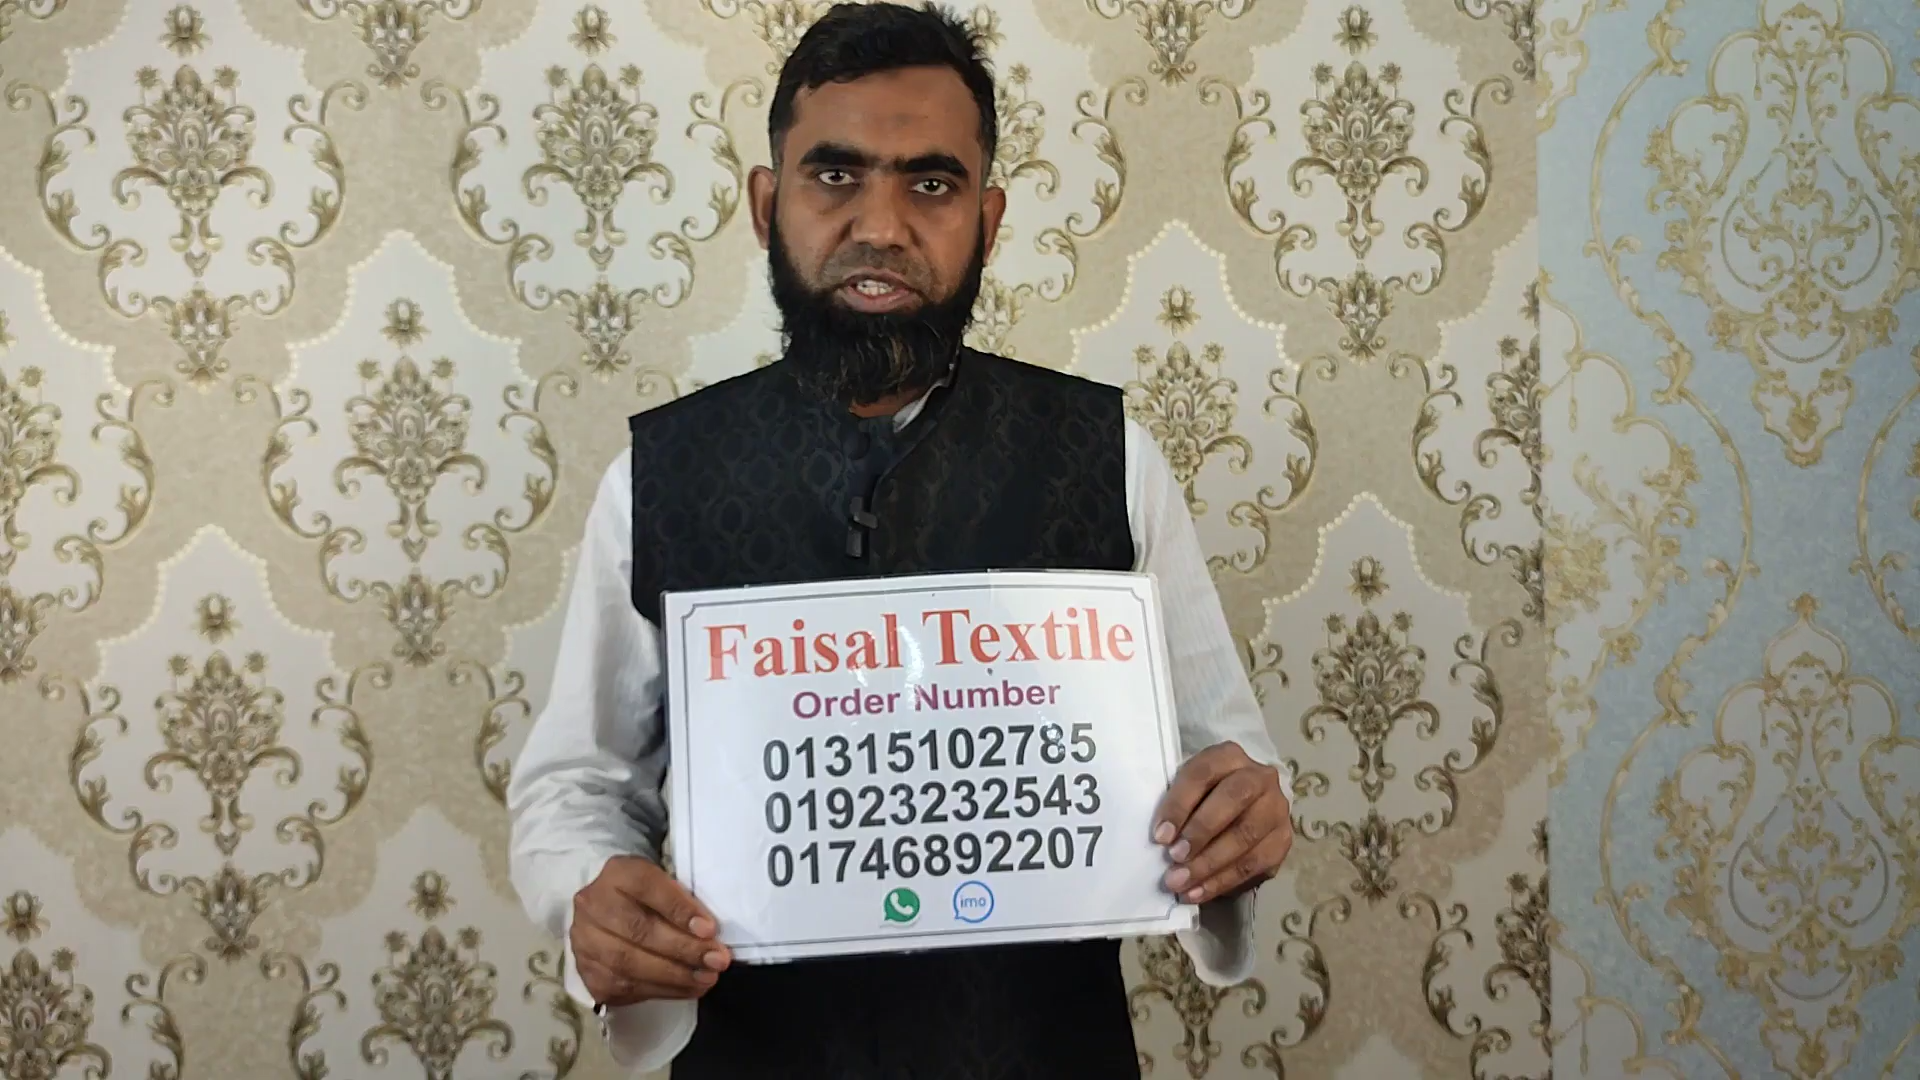 Faisal Textile
Order Number
01315102785
01923232543
01746892207
imo